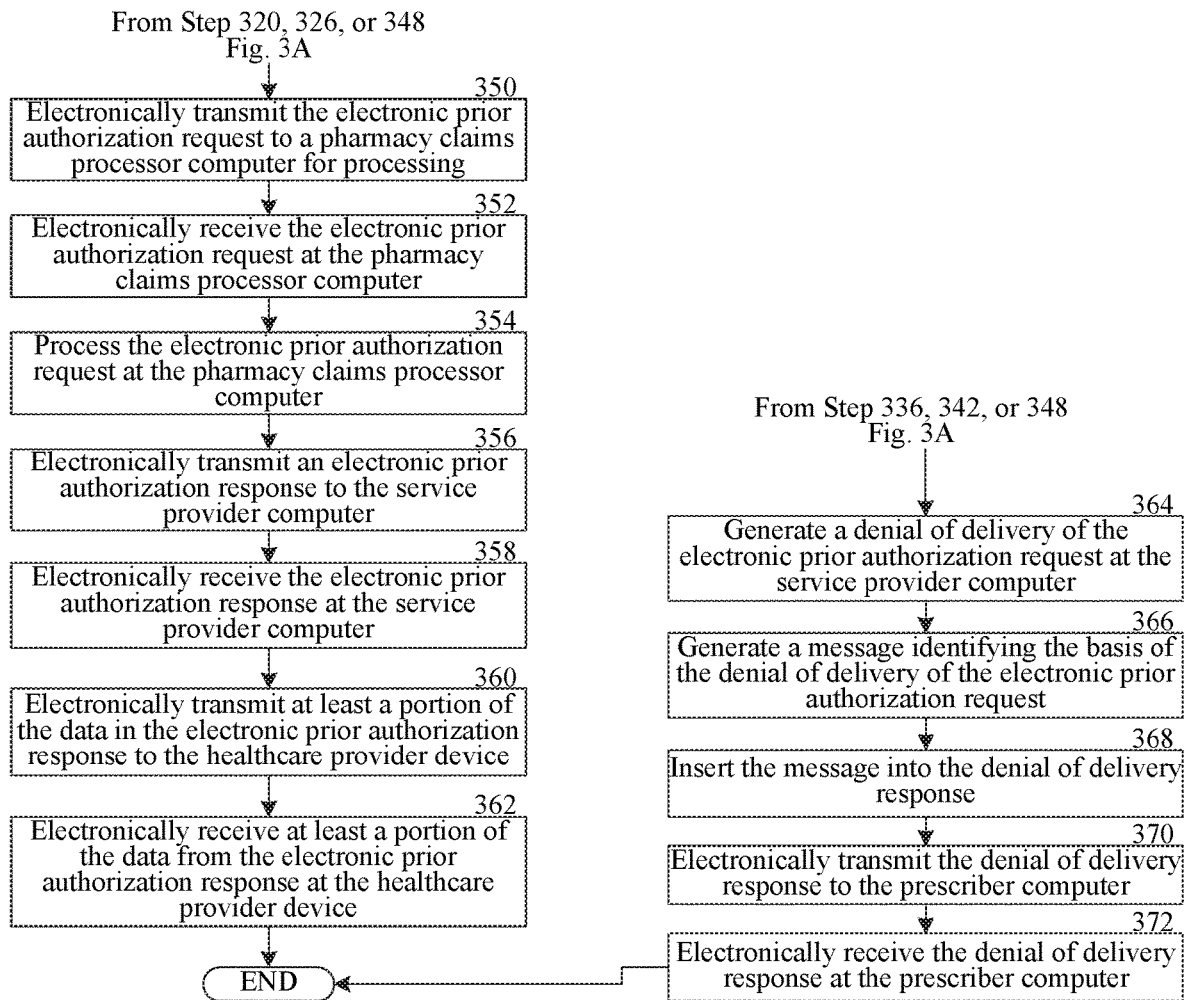 From Step 320, 326, or 348
Fig. 3A
350
Electronically transmit the electronic prior
authorization request to a pharmacy claims
processor computer for processing
352
Electronically receive the electronic prior
authorization request at the pharmacy
claims processor computer
354
Process the electronic prior authorization
request at the pharmacy claims processor
computer
356
Electronically transmit an electronic prior
authorization response to the service
provider computer
358
Electronically receive the electronic prior
authorization response at the service
provider computer
360
Electronically transmit at least a portion of
the data in the electronic prior authorization
response to the healthcare provider device
362
Electronically receive at least a portion of
the data from the electronic prior
authorization response at the healthcare
provider device
END
From Step 336, 342, or 348
Fig. 3A
364
Generate a denial of delivery of the
electronic prior authorization request at the
service provider computer
366
Generate a message identifying the basis of
the denial of delivery of the electronic prior
authorization request
368
Insert the message into the denial of delivery
response
370
Electronically transmit the denial of delivery
response to the prescriber computer
372
Electronically receive the denial of delivery
response at the prescriber computer